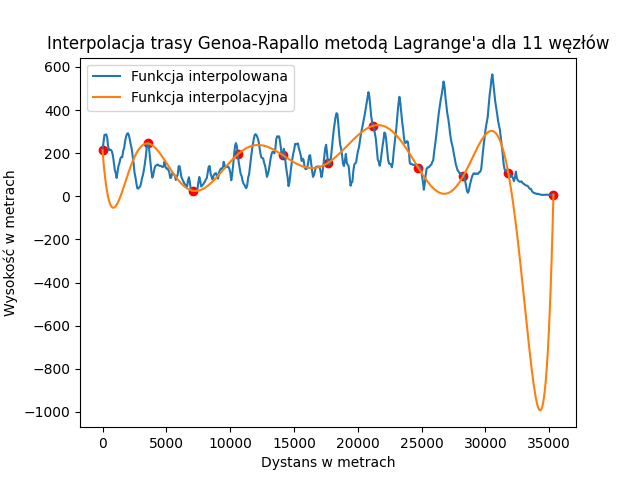 Interpolacja trasy Genoa-Rapallo metodą Lagrange'a dla 11 węzłów
Funkcja interpolowana
Funkcja interpolacyjna
Wysokość w metrach
600
400
200
0
−200
−400
−600
−800
−1000
0 5000 10000 15000 20000 25000 30000 35000
Dystans w metrach